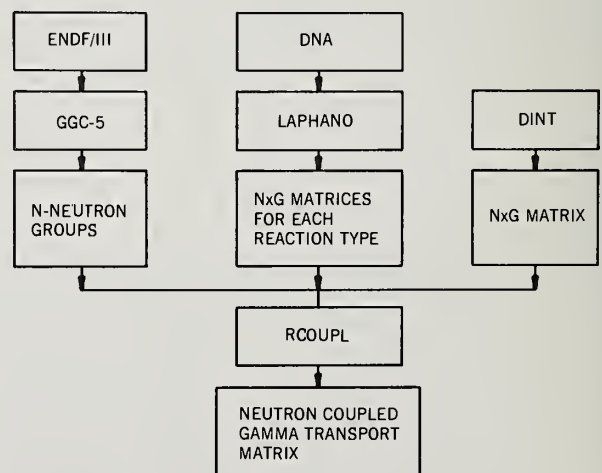 ENDF/III
DNA
GGC-5
LAPHANO
DINT
N-NEUTRON
GROUPS
NxG MATRICES
FOR EACH
REACTION TYPE
NxG MATRIX
RCOUPL
NEUTRON COUPLED
GAMMA TRANSPORT
MATRIX